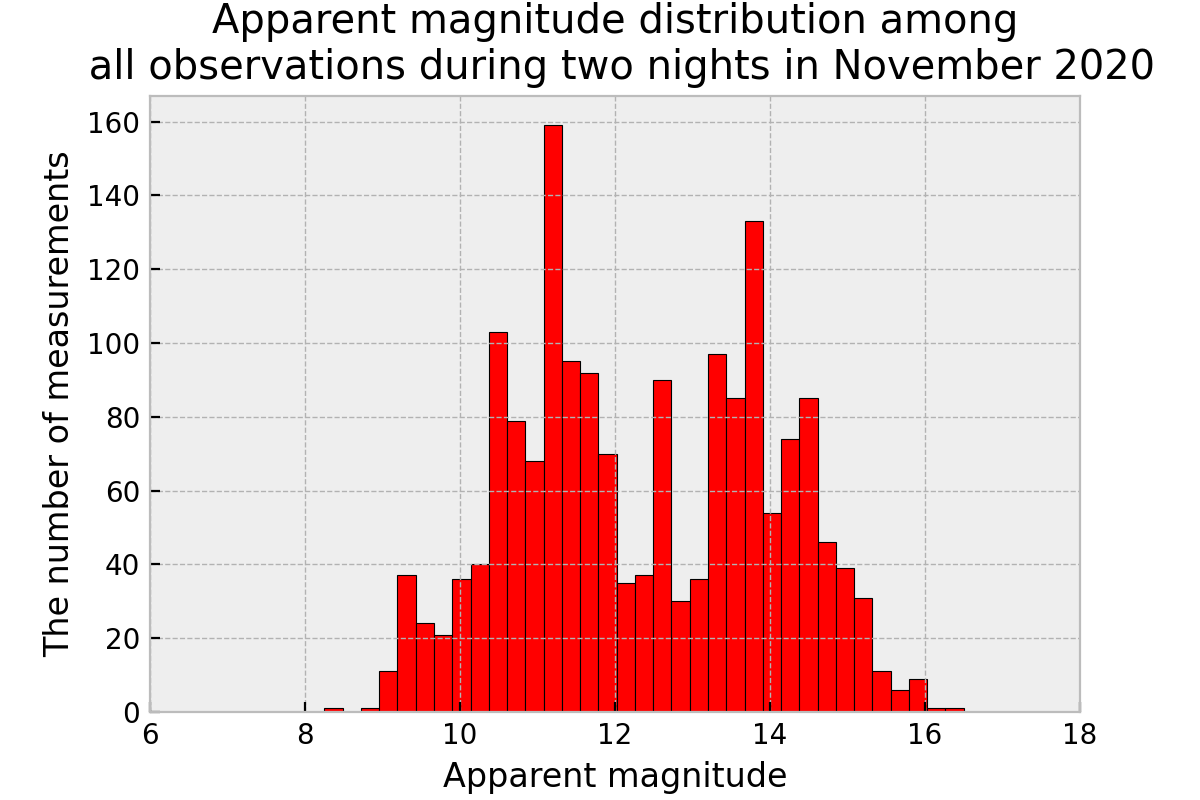 Apparent magnitude distribution among
all observations during two nights in November 2020
The number of measurements
160
140
120
100
80
60
40
20
0
6 8 10 12 14 16 18
Apparent magnitude